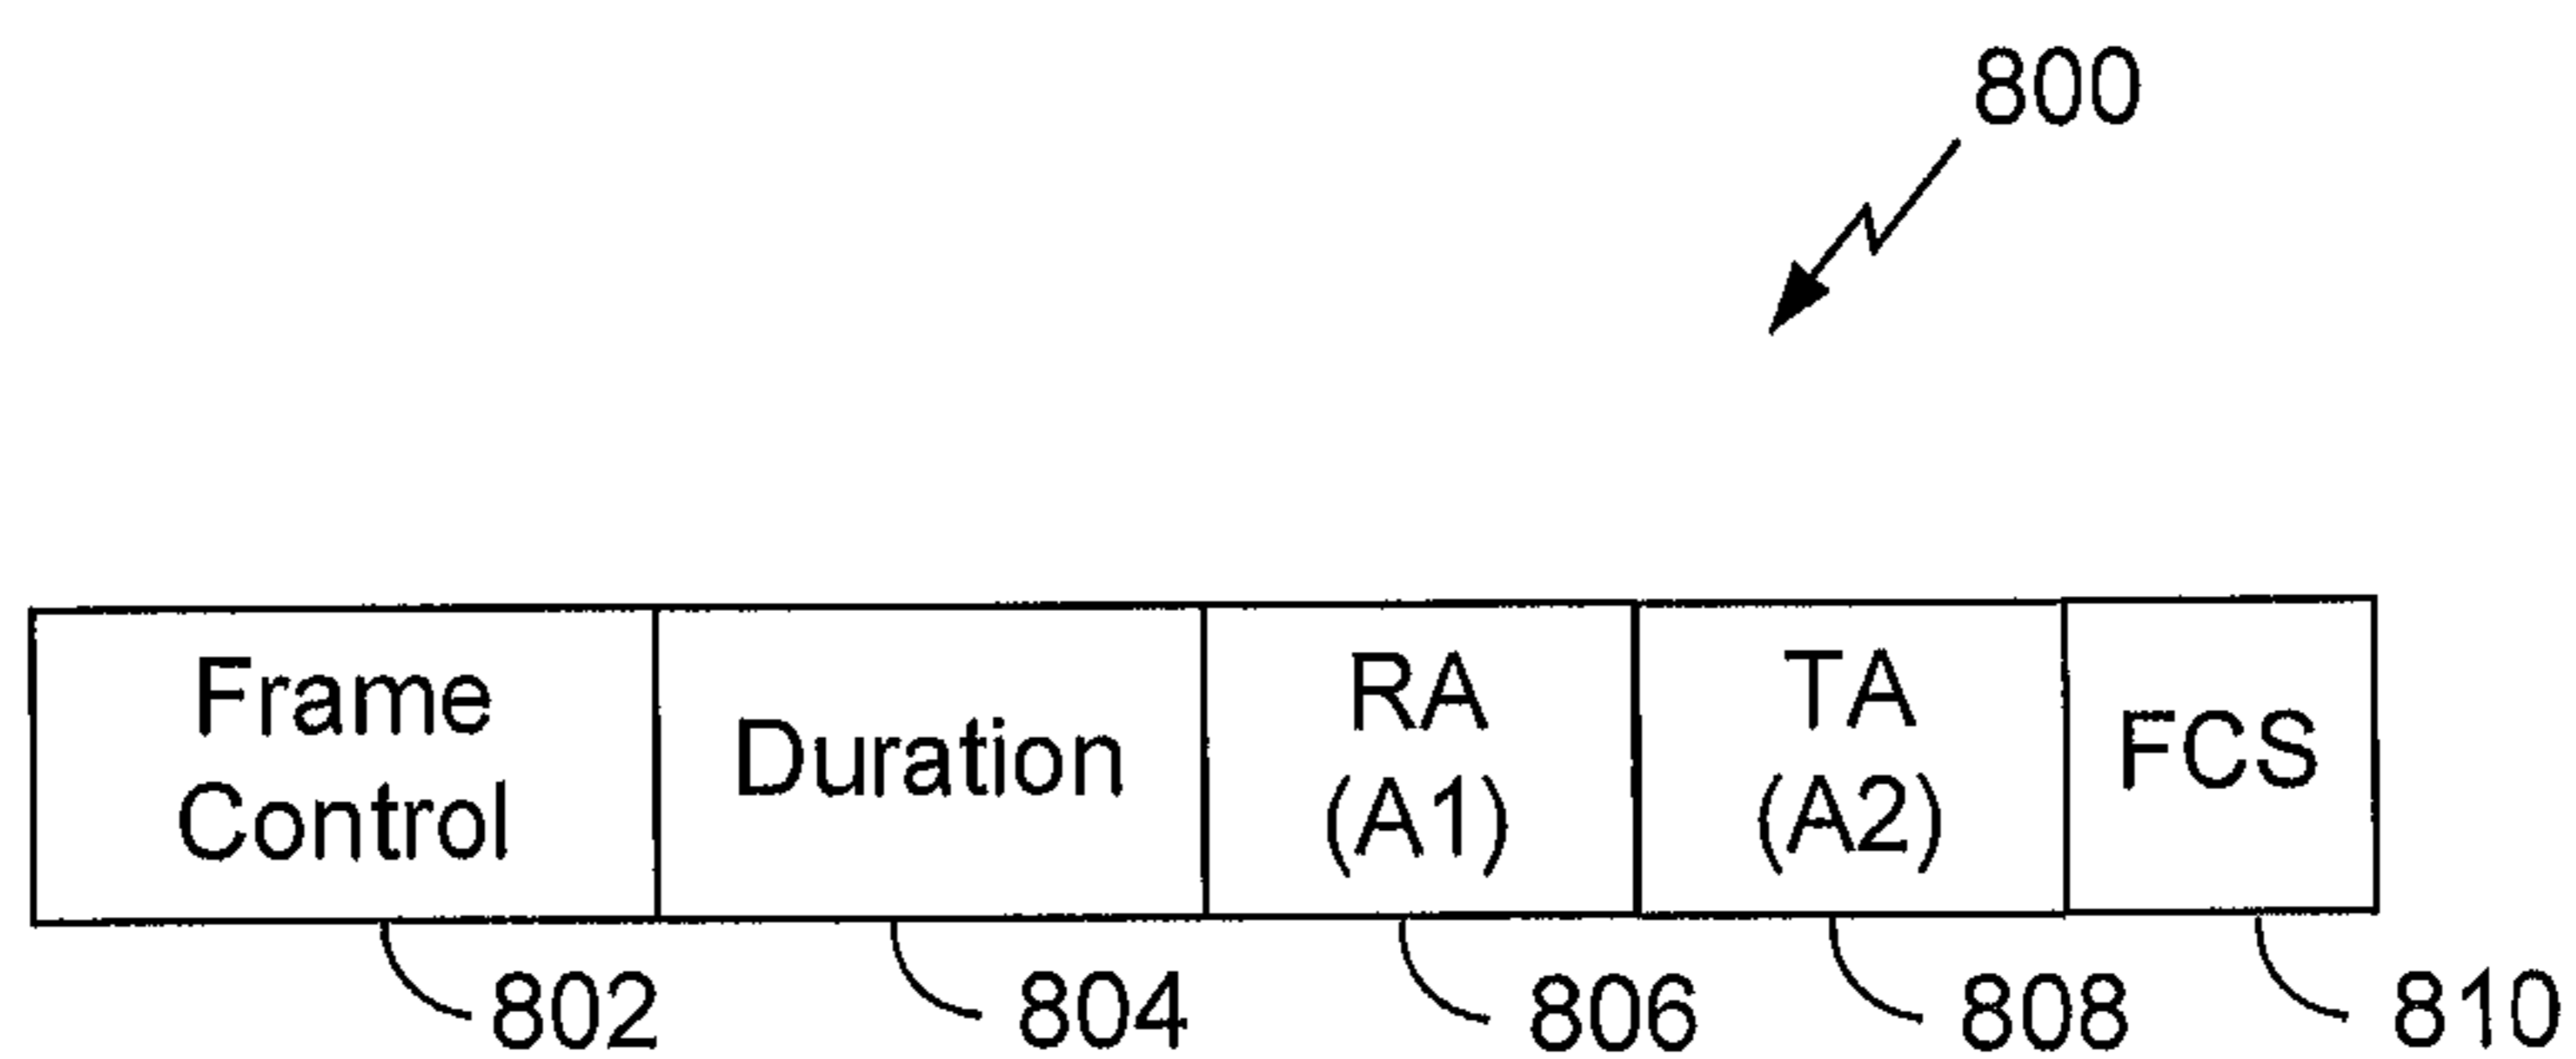 800
Frame
Control
Duration
RA
(A1)
TA
(A2)
FCS
802
804
806
808
810